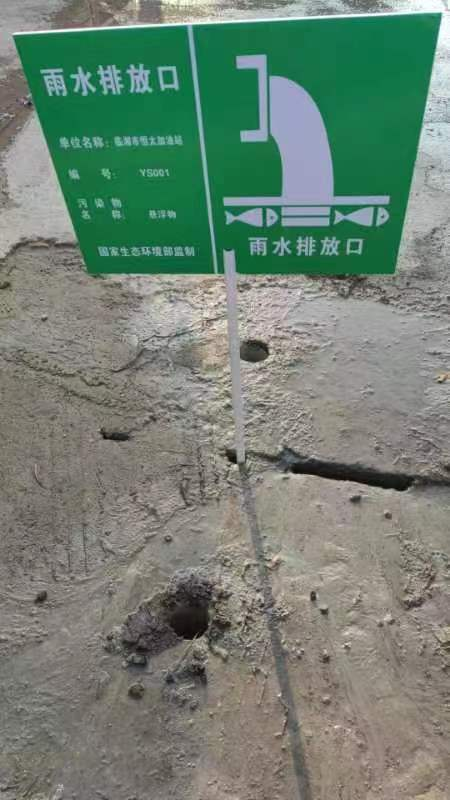 雨水排放口
单位名称：临湘市恒太加油站
编 号： YS001
污 染 物
名 称： 悬浮物
国家生态环境部监制
雨水排放口